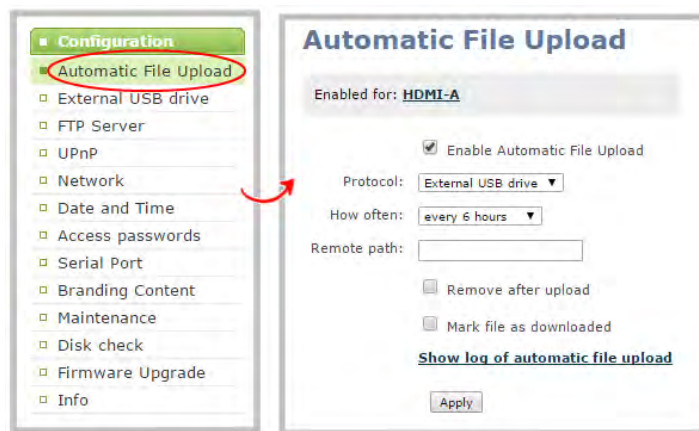 Configuration
Automatic File Upload
External USB drive
FTP Server
UPnP
Network
Date and Time
Access passwords
Serial Port
Branding Content
Maintenance
Disk check
Firmware Upgrade
Info
Automatic File Upload
Enabled for: HDMI-A
Enable Automatic File Upload
Protocol: External USB drive
How often: every 6 hours
Remote path:
Remove after upload
Mark file as downloaded
Show log of automatic file upload
Apply